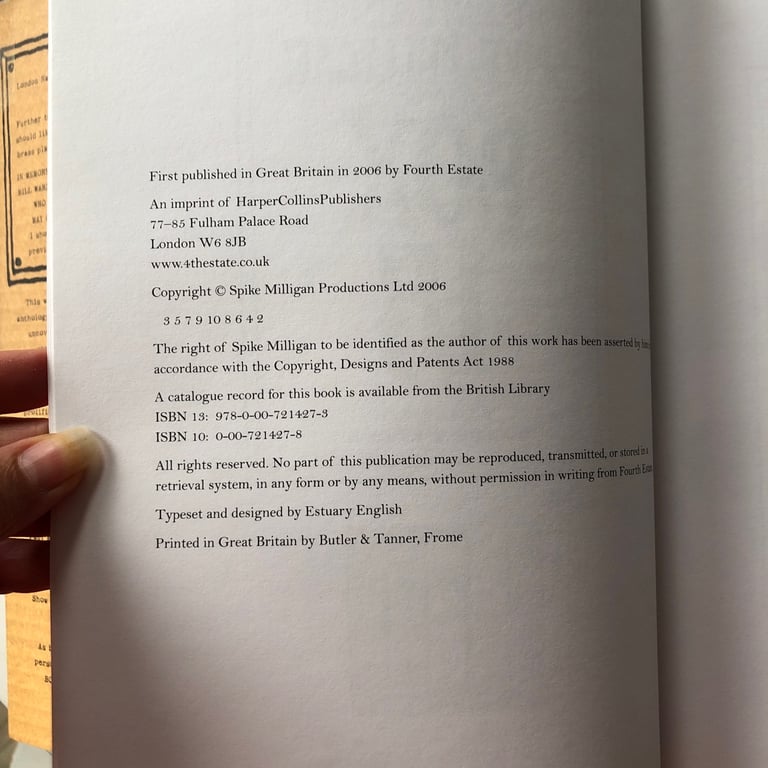 London
Further
should
brass
First published in Great Britain in 2006 by Fourth Estate
An imprint of HarperCollinsPublishers
77–85 Fulham Palace Road
London W6 8JB
www.4thestate.co.uk
Copyright © Spike Milligan Productions Ltd 2006
3 5 7 9 10 8 6 4 2
The right of Spike Milligan to be identified as the author of this work has been asserted by
accordance with the Copyright, Designs and Patents Act 1988
A catalogue record for this book is available from the British Library
ISBN 13: 978-0-00-721427-3
ISBN 10: 0-00-721427-8
All rights reserved. No part of this publication may be reproduced, transmitted, or stored in a
retrieval system, in any form or by any means, without permission in writing from Fourth
Typeset and designed by Estuary English
Printed in Great Britain by Butler & Tanner, Frome
This
Show